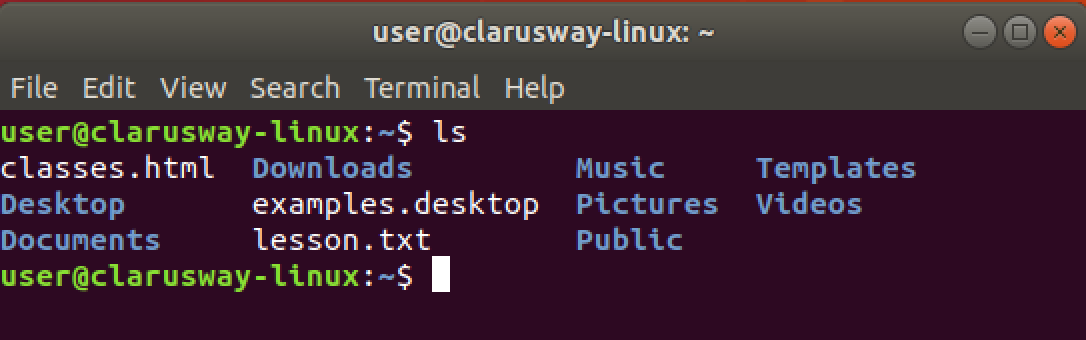 user@clarusway-linux: ~
File Edit View Search Terminal Help
user@clarusway-linux:~$ ls
classes.html Downloads Music Templates
Desktop examples.desktop Pictures Videos
Documents lesson.txt Public
user@clarusway-linux:~$